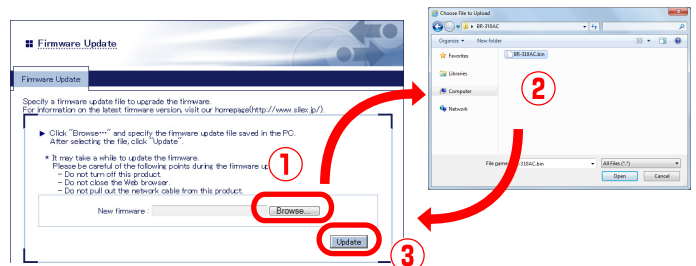 Firmware Update
Firmware Update
Specify a firmware update file to upgrade the firmware.
For information on the latest firmware version, visit our homepage(http://www.silex.jp/).
▶ Click "Browse…" and specify the firmware update file saved in the PC.
After selecting the file, click "Update".
* It may take a while to update the firmware.
Please be careful of the following points during the firmware up
- Do not turn off this product.
- Do not close the Web browser.
- Do not pull out the network cable from this product.
New firmware :
Browse...
Update
①
③
Choose File to Upload
BR-310AC
Organize
New folder
Favorites
Libraries
Computer
Network
BR-310AC.bin
②
File name:
-310AC.bin
All Files (*.*)
Open
Cancel